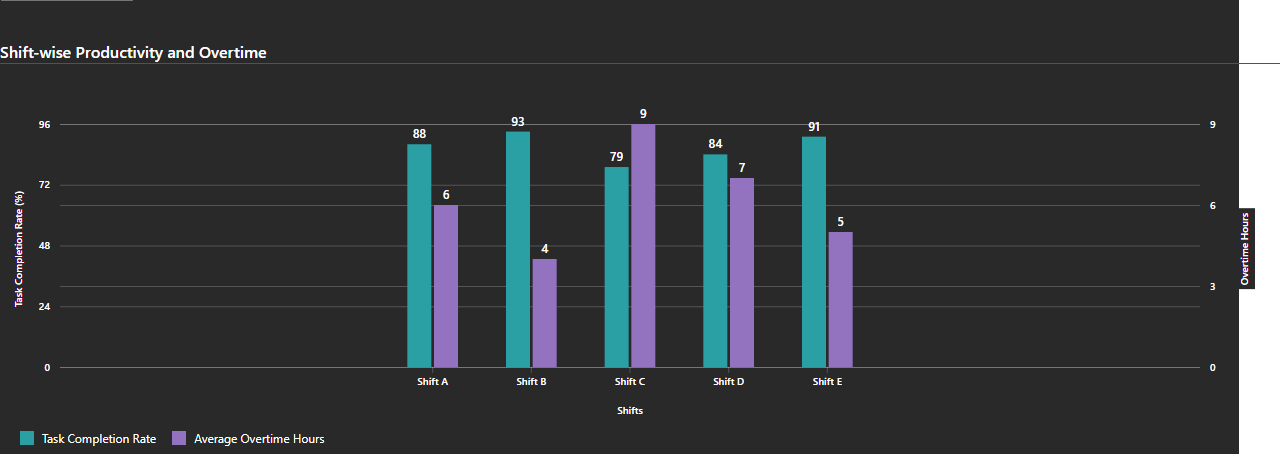 Shift-wise Productivity and Overtime
96
72
48
24
0
Task Completion Rate (%)
88
6
93
4
79
9
84
7
91
5
9
6
3
0
Overtime Hours
Shift A
Shift B
Shift C
Shift D
Shift E
Shifts
Task Completion Rate
Average Overtime Hours